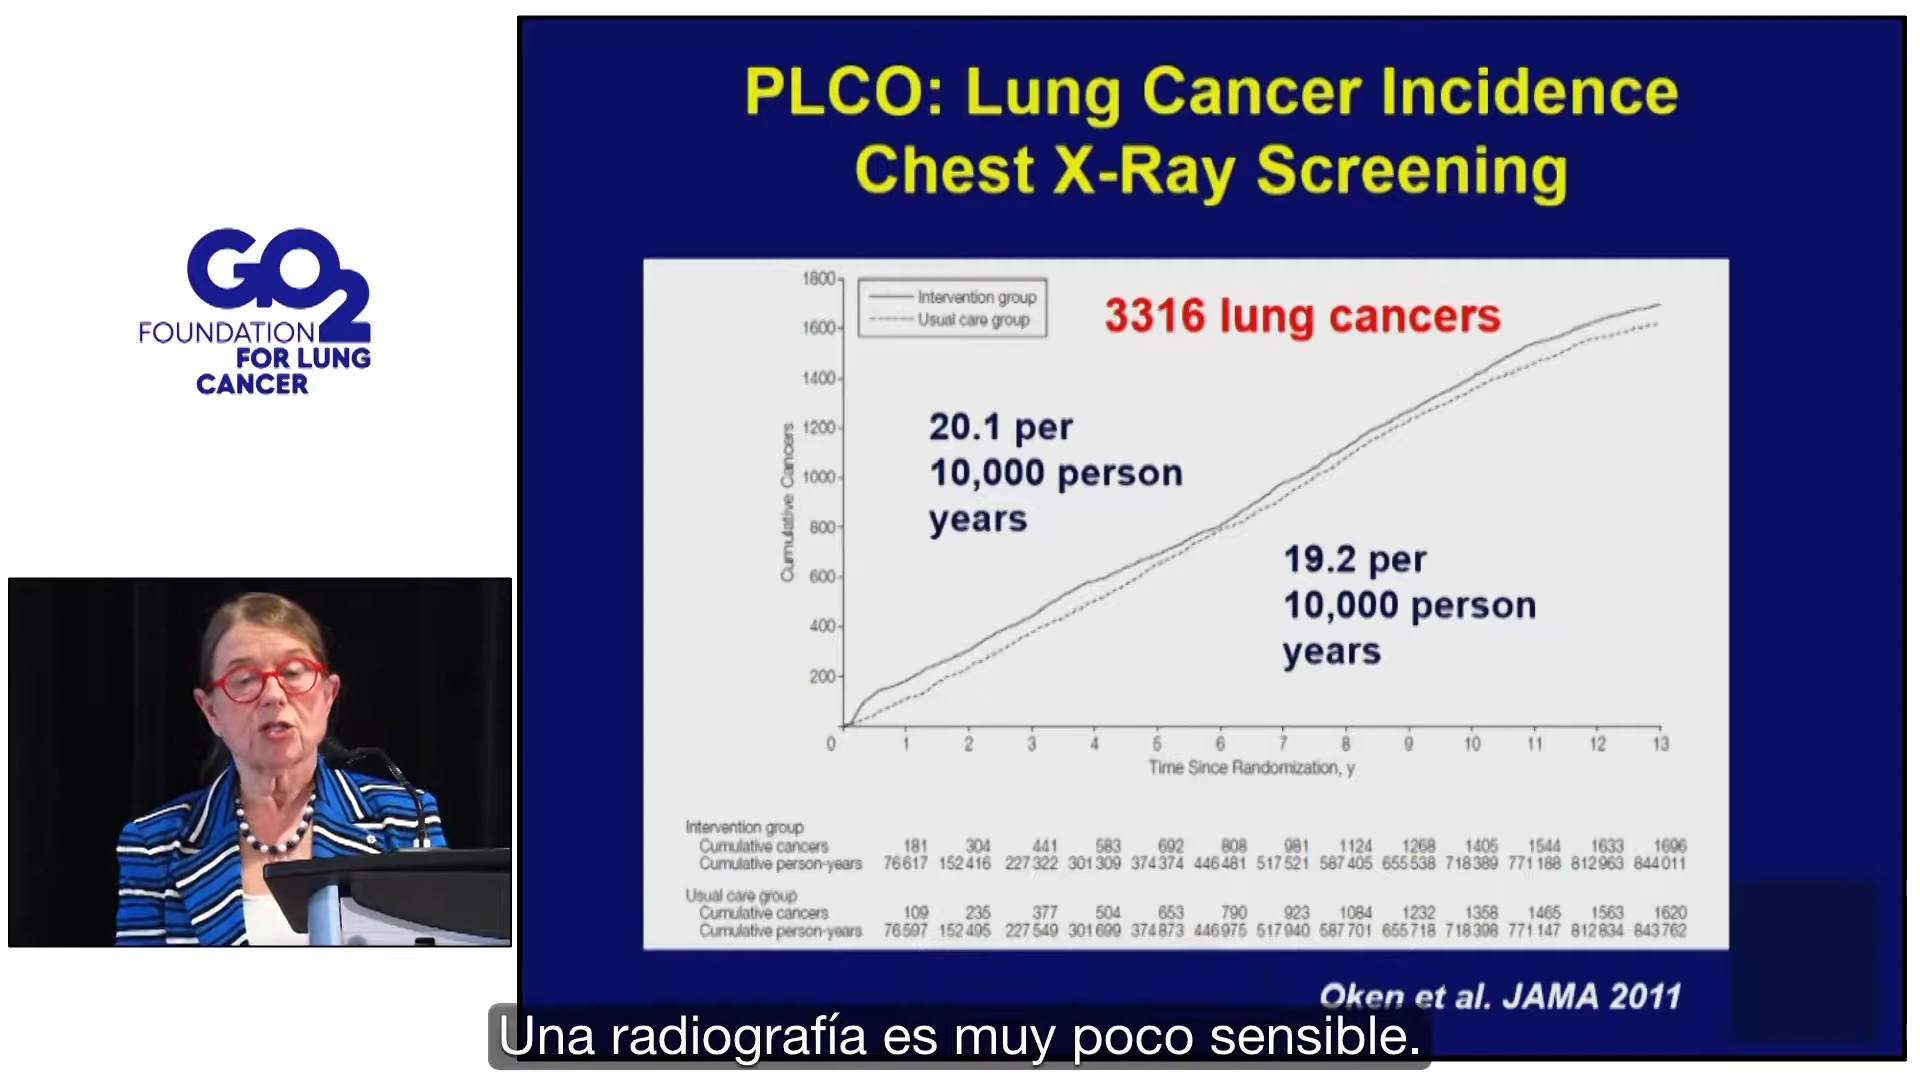 GO2
FOUNDATION
FOR LUNG
CANCER
PLCO: Lung Cancer Incidence
Chest X-Ray Screening
1800
1600
1400
1200
1000
800
600
400
200
Cumulative Cancers
Intervention group
Usual care group
3316 lung cancers
20.1 per
10,000 person
years
19.2 per
10,000 person
years
0 1 2 3 4 5 6 7 8 9 10 11 12 13
Time Since Randomization, y
Intervention group
Cumulative cancers 181 304 441 583 692 808 981 1124 1268 1405 1544 1633 1696
Cumulative person-years 76617 152416 227322 301309 374374 446481 517521 587405 655538 718389 771188 812963 844011
Usual care group
Cumulative cancers 109 235 377 504 653 790 923 1084 1232 1358 1465 1563 1620
Cumulative person-years 76597 152495 227549 301699 374873 446975 517940 587701 655718 718398 771147 812834 843762
Oken et al. JAMA 2011
Una radiografía es muy poco sensible.